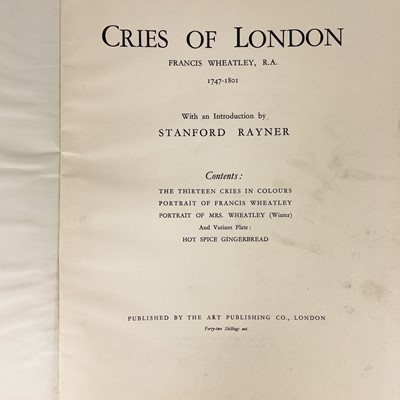 CRIES OF LONDON
FRANCIS WHEATLEY, R.A.
1747-1801
With an Introduction by
STANFORD RAYNER
Contents:
THE THIRTEEN CRIES IN COLOURS
PORTRAIT OF FRANCIS WHEATLEY
PORTRAIT OF MRS. WHEATLEY (Winter)
And Variant Plate:
HOT SPICE GINGERBREAD
PUBLISHED BY THE ART PUBLISHING CO., LONDON
Forty-two Shillings net.